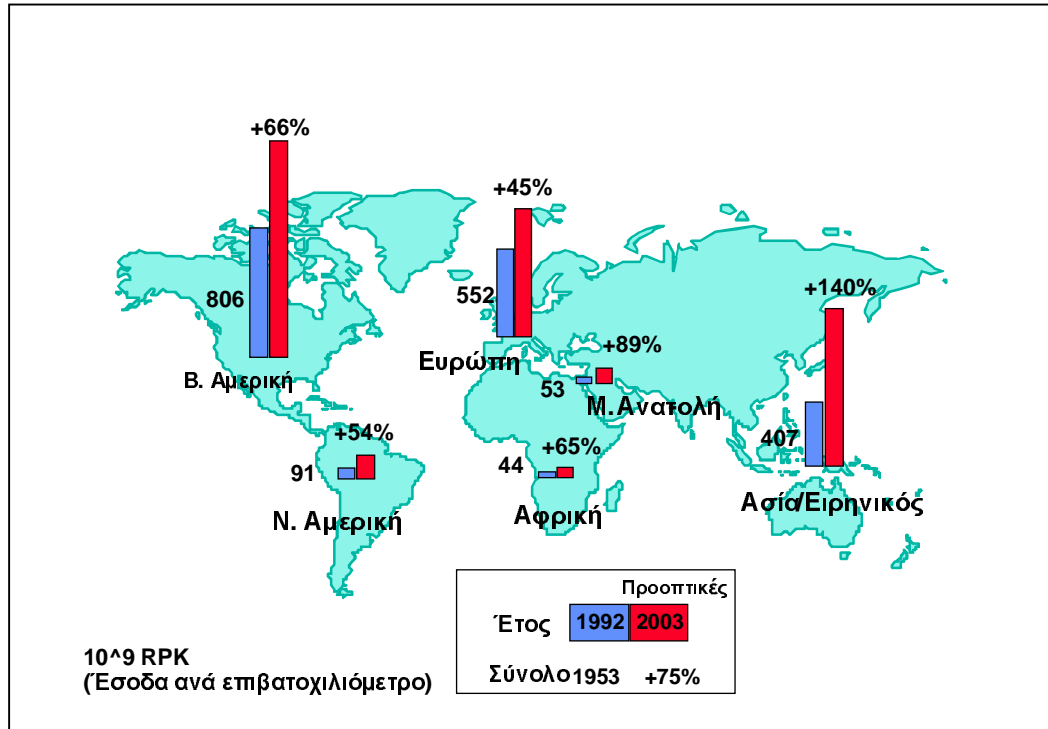 +66%
806
Β. Αμερική
+45%
552
Ευρώπη
+89%
53
Μ.Ανατολή
+140%
407
Ασία/Ειρηνικός
+54%
91
Ν. Αμερική
+65%
44
Αφρική
Προοπτικές
Έτος 1992 2003
Σύνολο 1953 +75%
10^9 RPK
(Έσοδα ανά επιβατοχιλιόμετρο)